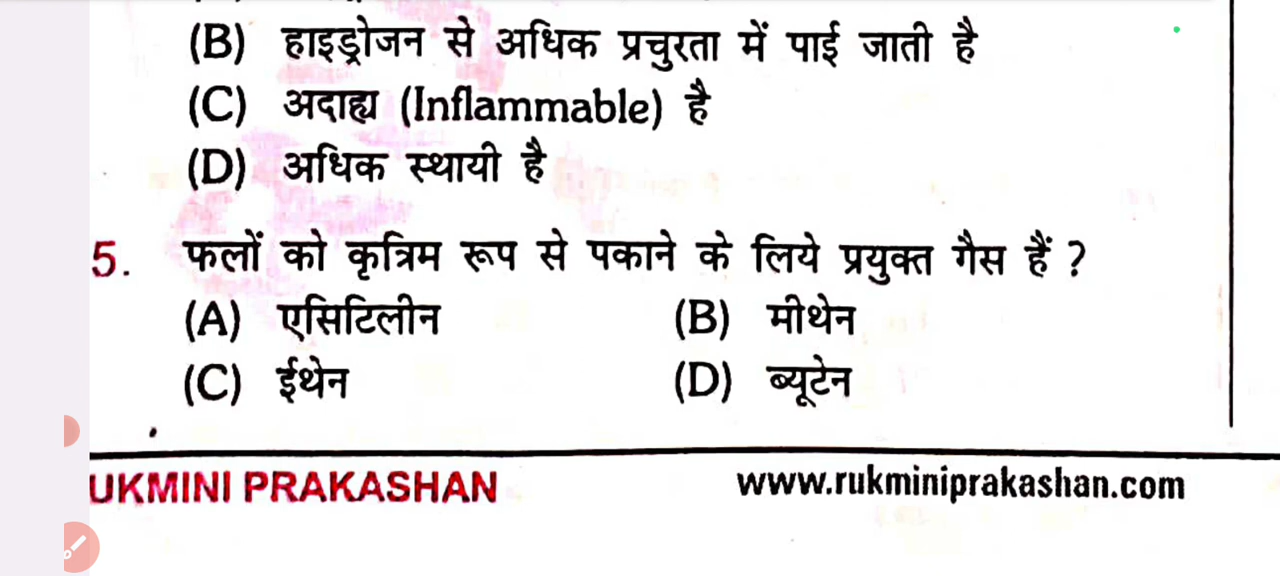 (B) हाइड्रोजन से अधिक प्रचुरता में पाई जाती है
(C) अदाह्य (Inflammable) है
(D) अधिक स्थायी है
5. फलों को कृत्रिम रूप से पकाने के लिये प्रयुक्त गैस हैं ?
(A) एसिटिलीन (B) मीथेन
(C) ईथेन (D) ब्यूटेन
UKMINI PRAKASHAN www.rukminiprakashan.com